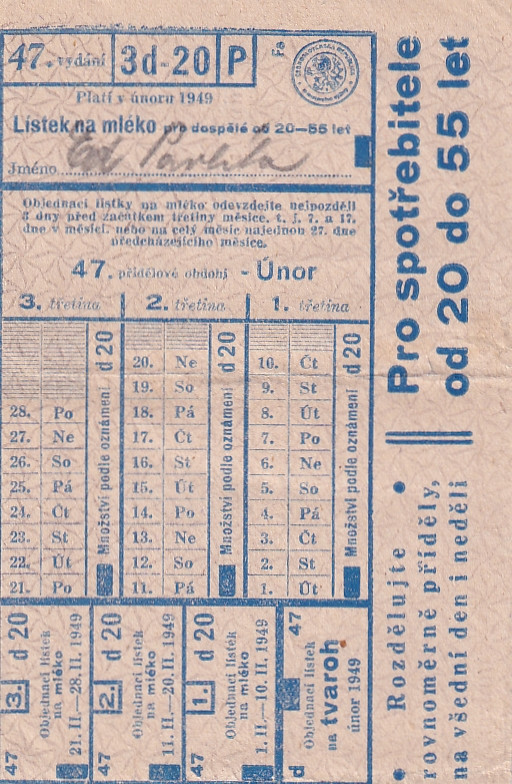 47. vydání 3d-20 P Fa
Platí v únoru 1949
Lístek na mléko pro dospělé od 20—55 let
Jméno
Objednací lístky na mléko odevzdejte nejpozději
3 dny před začátkem třetiny měsíce, t. j. 7. a 17.
dne v měsíci, nebo na celý měsíc najednou 27. dne
předcházejícího měsíce.
47. přídělové období - Únor
3. třetina 2. třetina 1. třetina
d 20 d 20 d 20
20. Ne 10. Čt
19. So 9. St
28. Po 18. Pá 8. Út
27. Ne 17. Čt 7. Po
26. So 16. St 6. Ne
25. Pá 15. Út 5. So
24. Čt 14. Po 4. Pá
23. St 13. Ne 3. Čt
22. Út 12. So 2. St
21. Po 11. Pá 1. Út
Množství podle oznámení
Množství podle oznámení
Množství podle oznámení
47 3. d 20
Objednací lístek
na mléko
21. II.—28. II. 1949
47 2. d 20
Objednací lístek
na mléko
11. II.—20. II. 1949
47 1. d 20
Objednací lístek
na mléko
1. II.—10. II. 1949
d 47
Objednací lístek
na tvaroh
únor 1949
Pro spotřebitele
od 20 do 55 let
• Rozdělujte •
rovnoměrně příděly,
na všední den i neděli